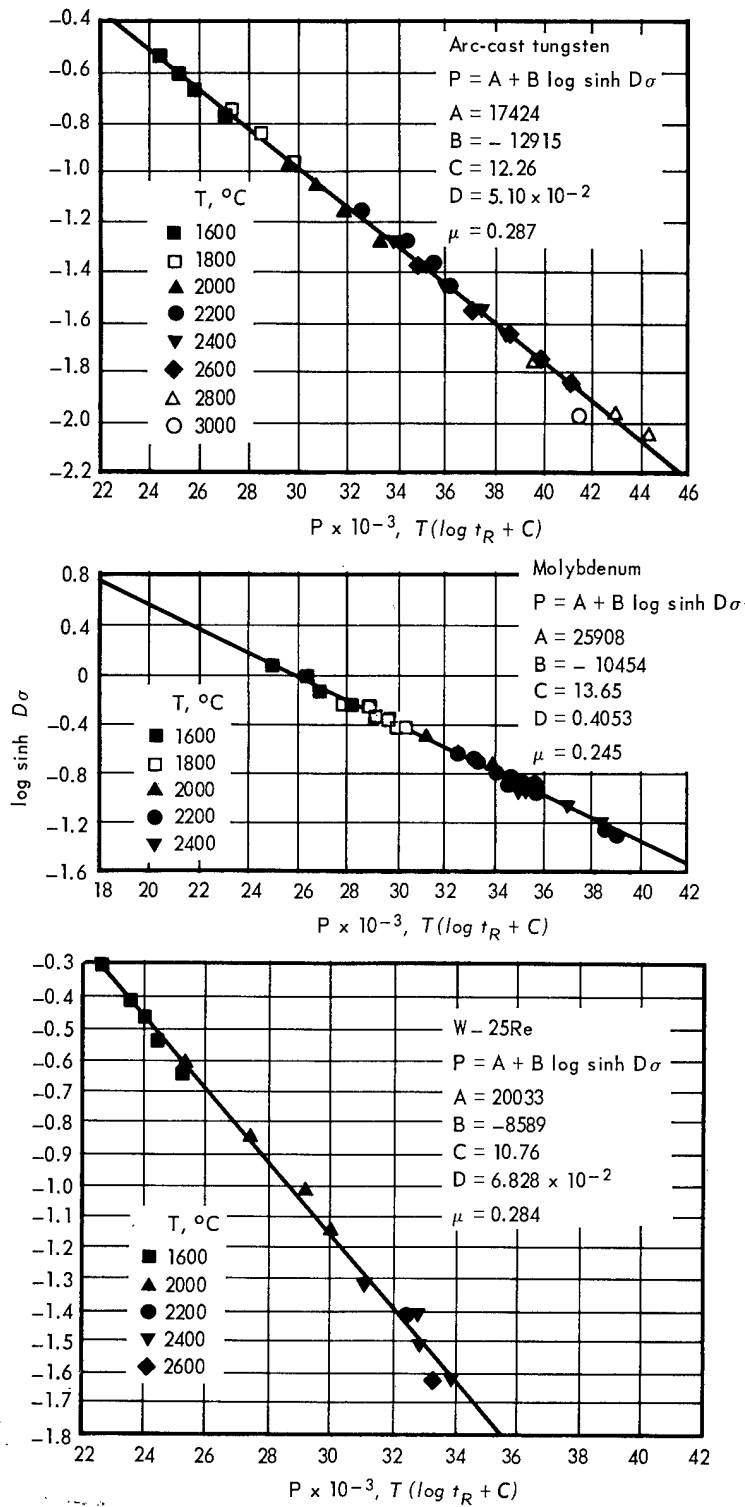 −0.4
−0.6
−0.8
−1.0
−1.2
−1.4
−1.6
−1.8
−2.0
−2.2
Arc-cast tungsten
P = A + B log sinh Dσ
A = 17424
B = − 12915
C = 12.26
D = 5.10 x 10⁻²
μ = 0.287
T, °C
1600
1800
2000
2200
2400
2600
2800
3000
22 24 26 28 30 32 34 36 38 40 42 44 46
P x 10⁻³, T(log t_R + C)
0.8
0.4
0
−0.4
−0.8
−1.2
−1.6
log sinh Dσ
Molybdenum
P = A + B log sinh Dσ
A = 25908
B = − 10454
C = 13.65
D = 0.4053
μ = 0.245
T, °C
1600
1800
2000
2200
2400
18 20 22 24 26 28 30 32 34 36 38 40 42
P x 10⁻³, T(log t_R + C)
−0.3
−0.4
−0.5
−0.6
−0.7
−0.8
−0.9
−1.0
−1.1
−1.2
−1.3
−1.4
−1.5
−1.6
−1.7
−1.8
W–25Re
P = A + B log sinh Dσ
A = 20033
B = −8589
C = 10.76
D = 6.828 x 10⁻²
μ = 0.284
T, °C
1600
2000
2200
2400
2600
22 24 26 28 30 32 34 36 38 40 42
P x 10⁻³, T(log t_R + C)